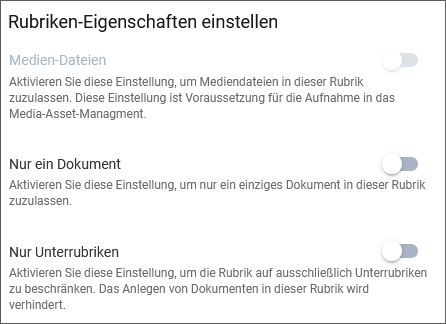 Rubriken-Eigenschaften einstellen
Medien-Dateien
Aktivieren Sie diese Einstellung, um Mediendateien in dieser Rubrik
zuzulassen. Diese Einstellung ist Voraussetzung für die Aufnahme in das
Media-Asset-Managment.
Nur ein Dokument
Aktivieren Sie diese Einstellung, um nur ein einziges Dokument in dieser Rubrik
zuzulassen.
Nur Unterrubriken
Aktivieren Sie diese Einstellung, um die Rubrik auf ausschließlich Unterrubriken
zu beschränken. Das Anlegen von Dokumenten in dieser Rubrik wird
verhindert.